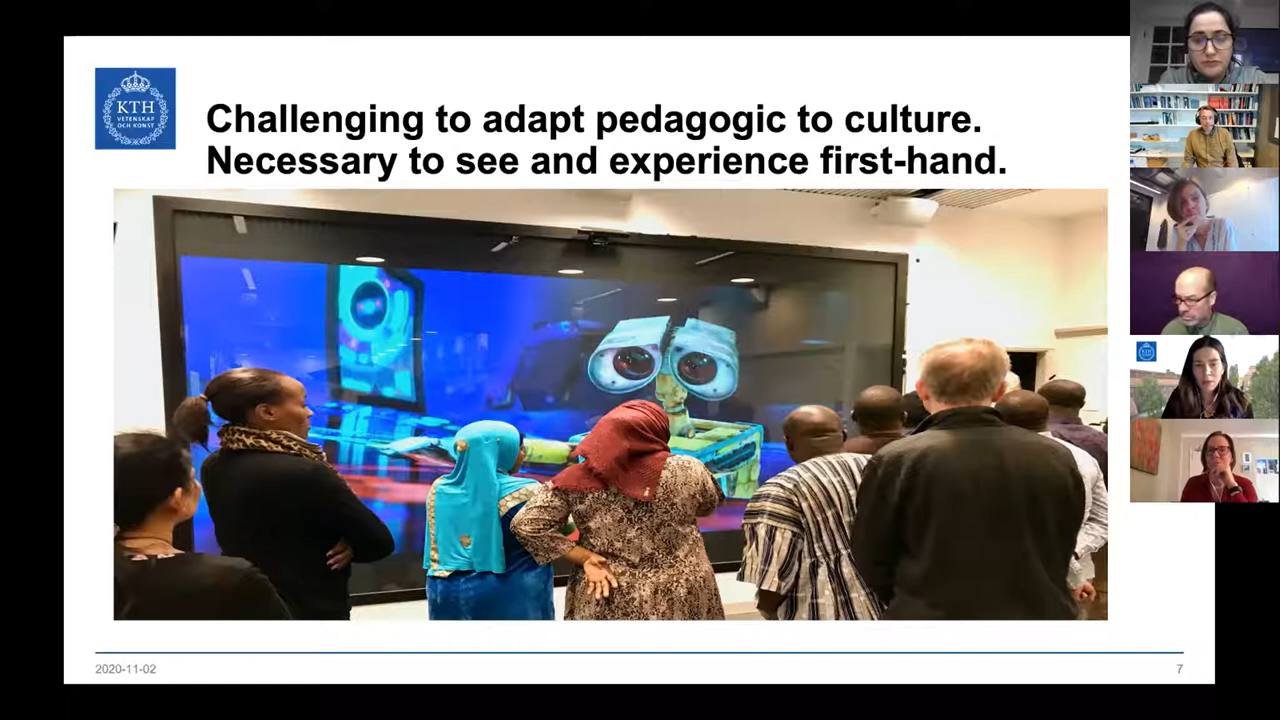 KTH
VETENSKAP
OCH KONST
Challenging to adapt pedagogic to culture.
Necessary to see and experience first-hand.
2020-11-02
7
KTH